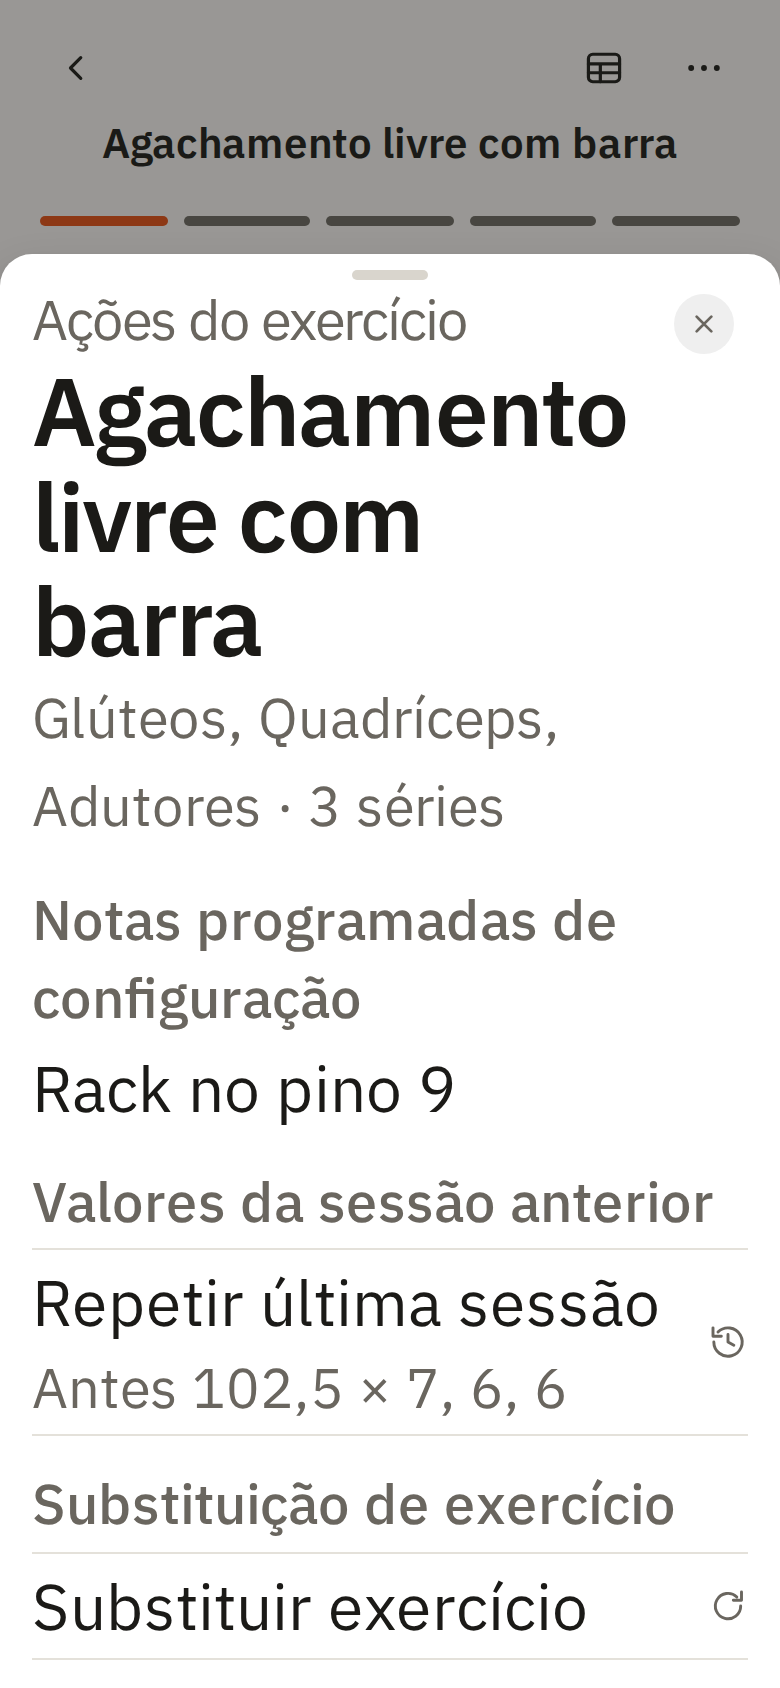 Agachamento livre com barra
Ações do exercício
Agachamento
livre com
barra
Glúteos, Quadríceps,
Adutores · 3 séries
Notas programadas de
configuração
Rack no pino 9
Valores da sessão anterior
Repetir última sessão
Antes 102,5 × 7, 6, 6
Substituição de exercício
Substituir exercício